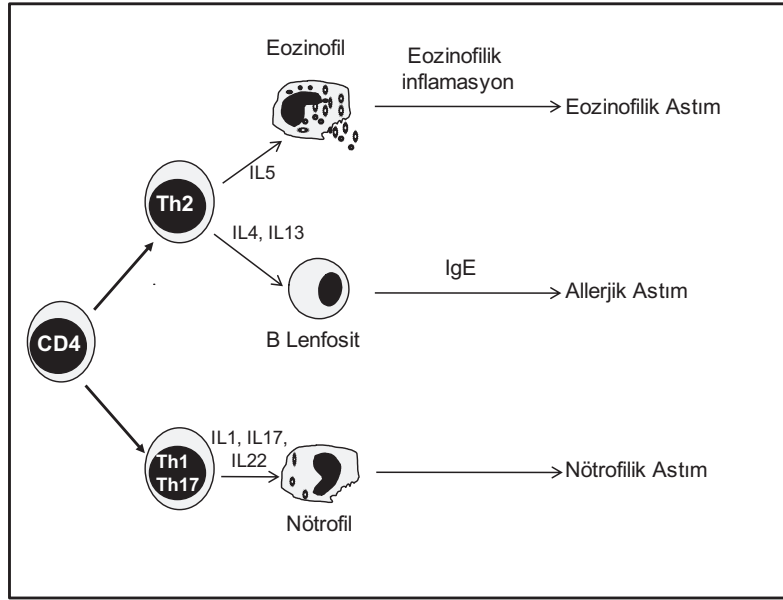 Eozinofil
Eozinofilik
inflamasyon
Eozinofilik Astım
IL5
Th2
IL4, IL13
IgE
Allerjik Astım
B Lenfosit
CD4
IL1, IL17,
IL22
Th1
Th17
Nötrofilik Astım
Nötrofil